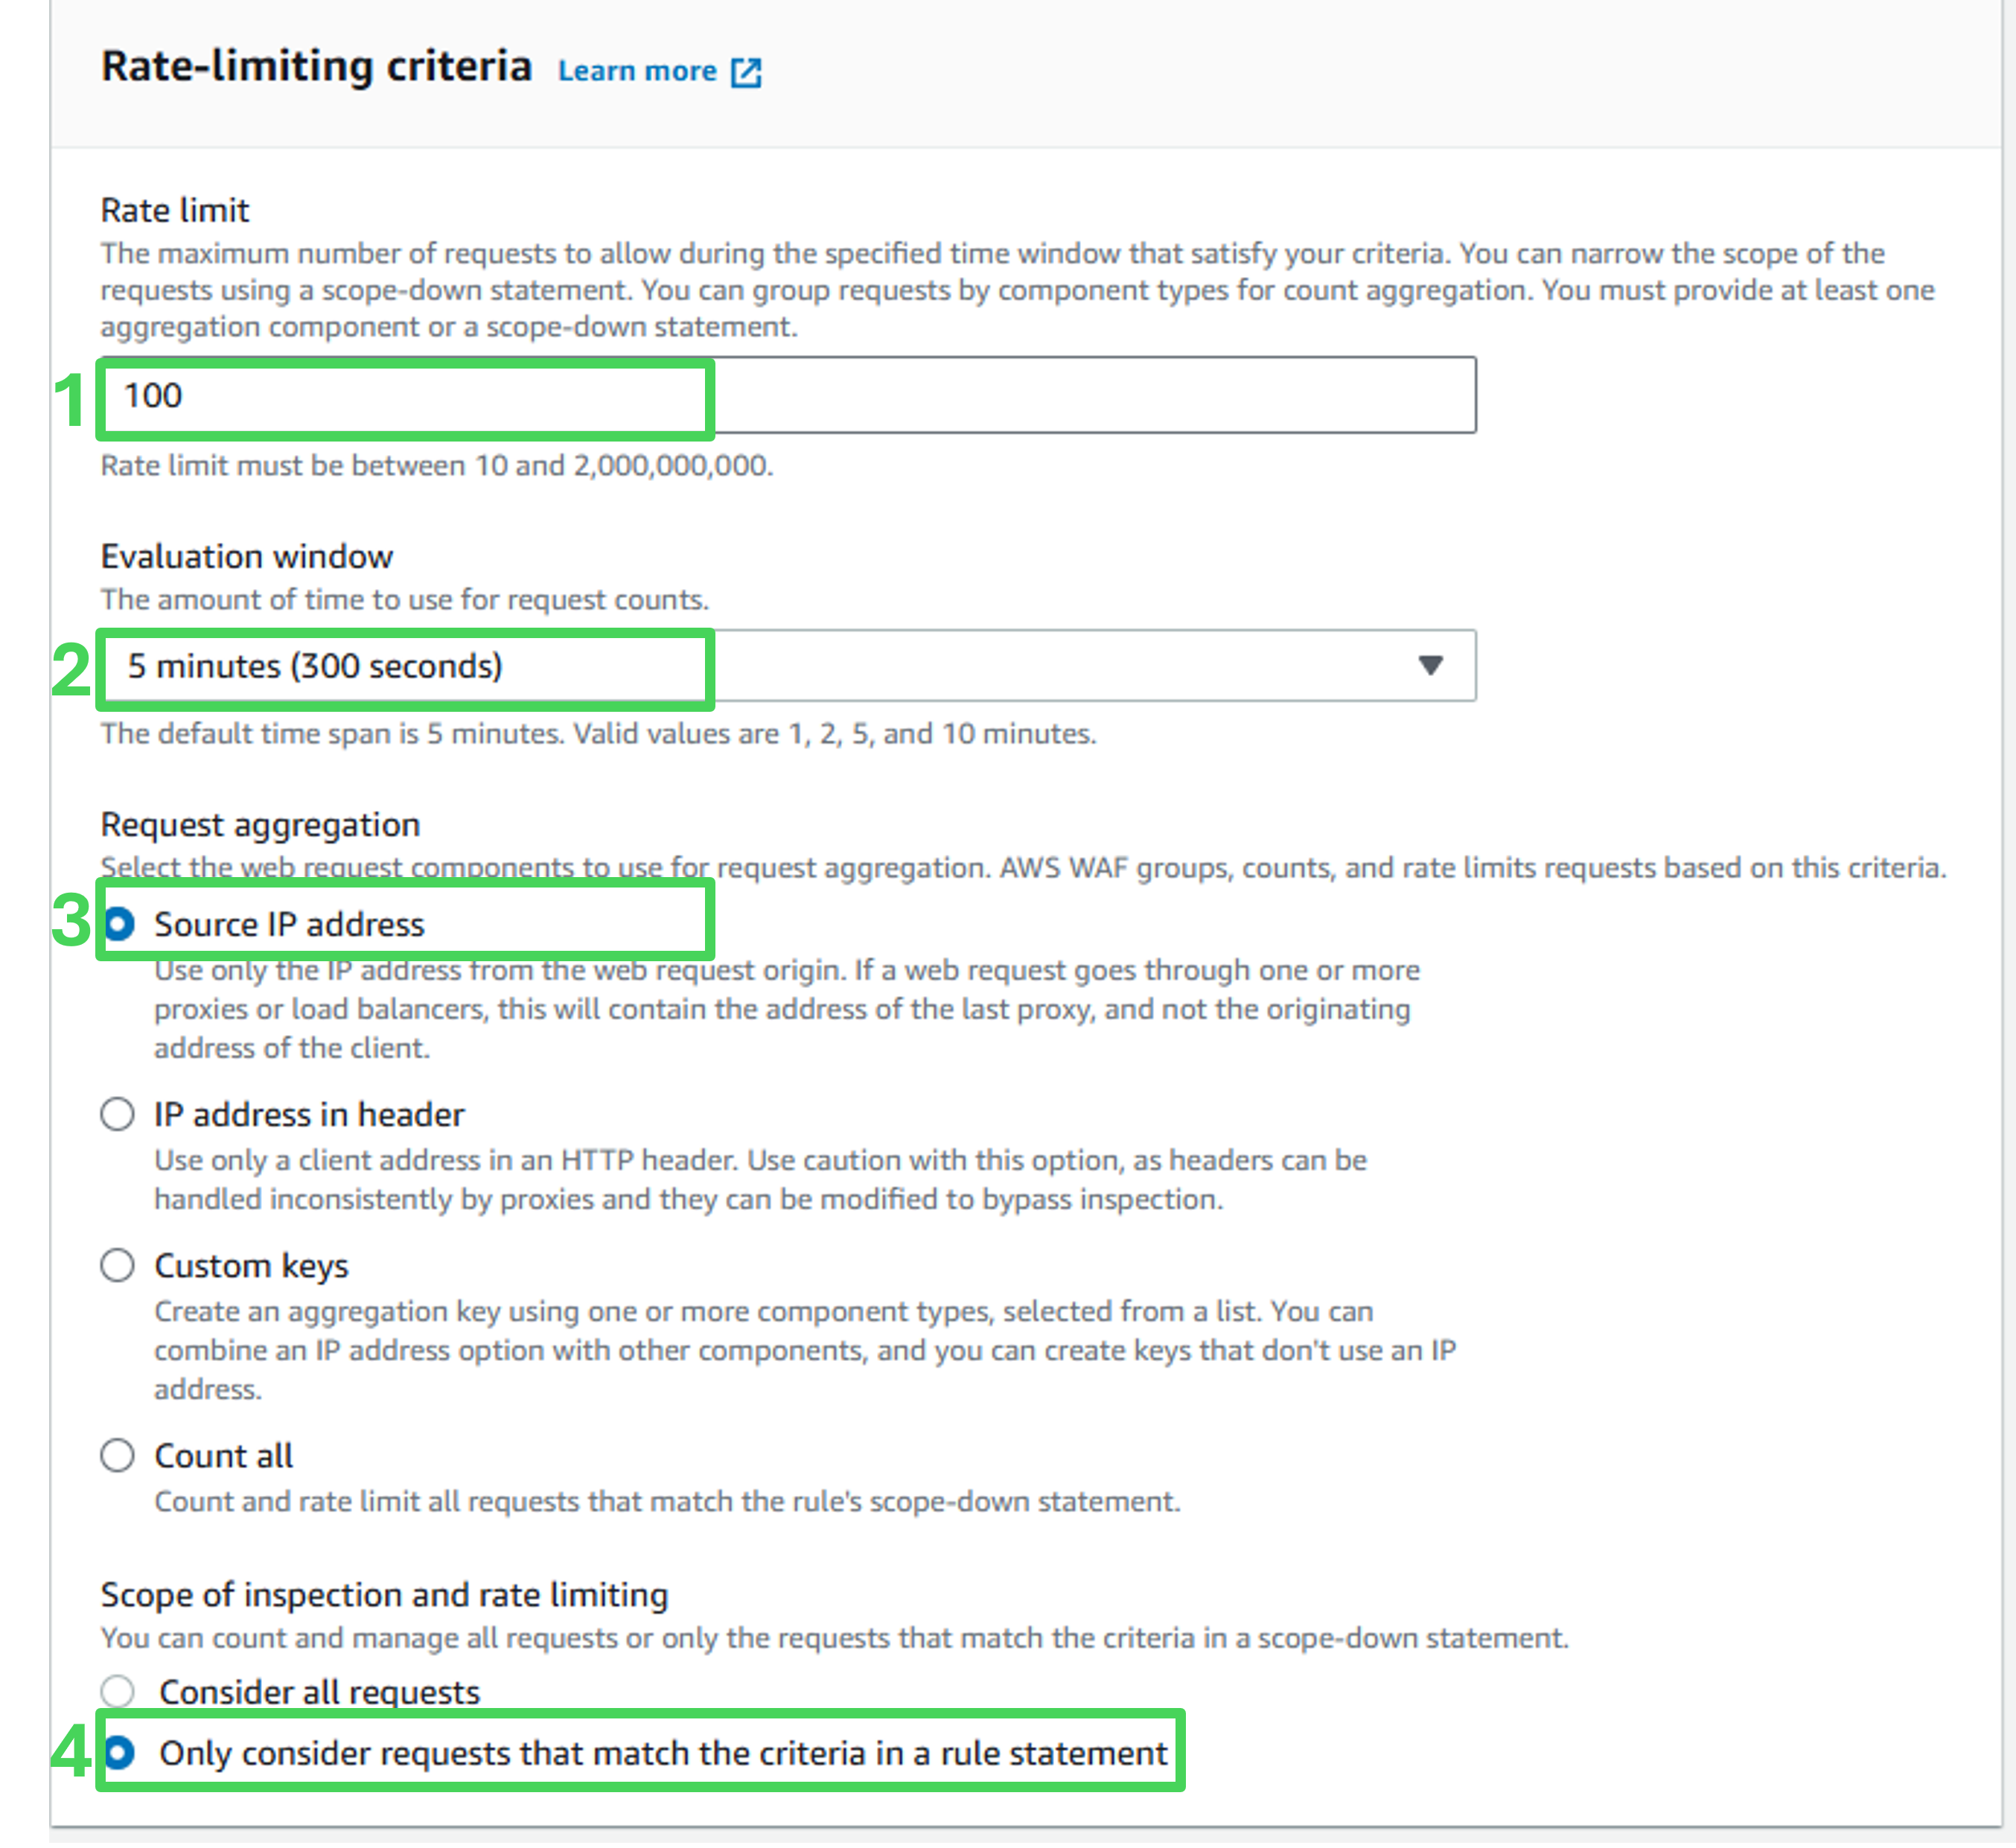 Rate-limiting criteria Learn more
Rate limit
The maximum number of requests to allow during the specified time window that satisfy your criteria. You can narrow the scope of the
requests using a scope-down statement. You can group requests by component types for count aggregation. You must provide at least one
aggregation component or a scope-down statement.
1 100
Rate limit must be between 10 and 2,000,000,000.
Evaluation window
The amount of time to use for request counts.
2 5 minutes (300 seconds)
The default time span is 5 minutes. Valid values are 1, 2, 5, and 10 minutes.
Request aggregation
Select the web request components to use for request aggregation. AWS WAF groups, counts, and rate limits requests based on this criteria.
3 Source IP address
Use only the IP address from the web request origin. If a web request goes through one or more
proxies or load balancers, this will contain the address of the last proxy, and not the originating
address of the client.
IP address in header
Use only a client address in an HTTP header. Use caution with this option, as headers can be
handled inconsistently by proxies and they can be modified to bypass inspection.
Custom keys
Create an aggregation key using one or more component types, selected from a list. You can
combine an IP address option with other components, and you can create keys that don't use an IP
address.
Count all
Count and rate limit all requests that match the rule's scope-down statement.
Scope of inspection and rate limiting
You can count and manage all requests or only the requests that match the criteria in a scope-down statement.
Consider all requests
4 Only consider requests that match the criteria in a rule statement